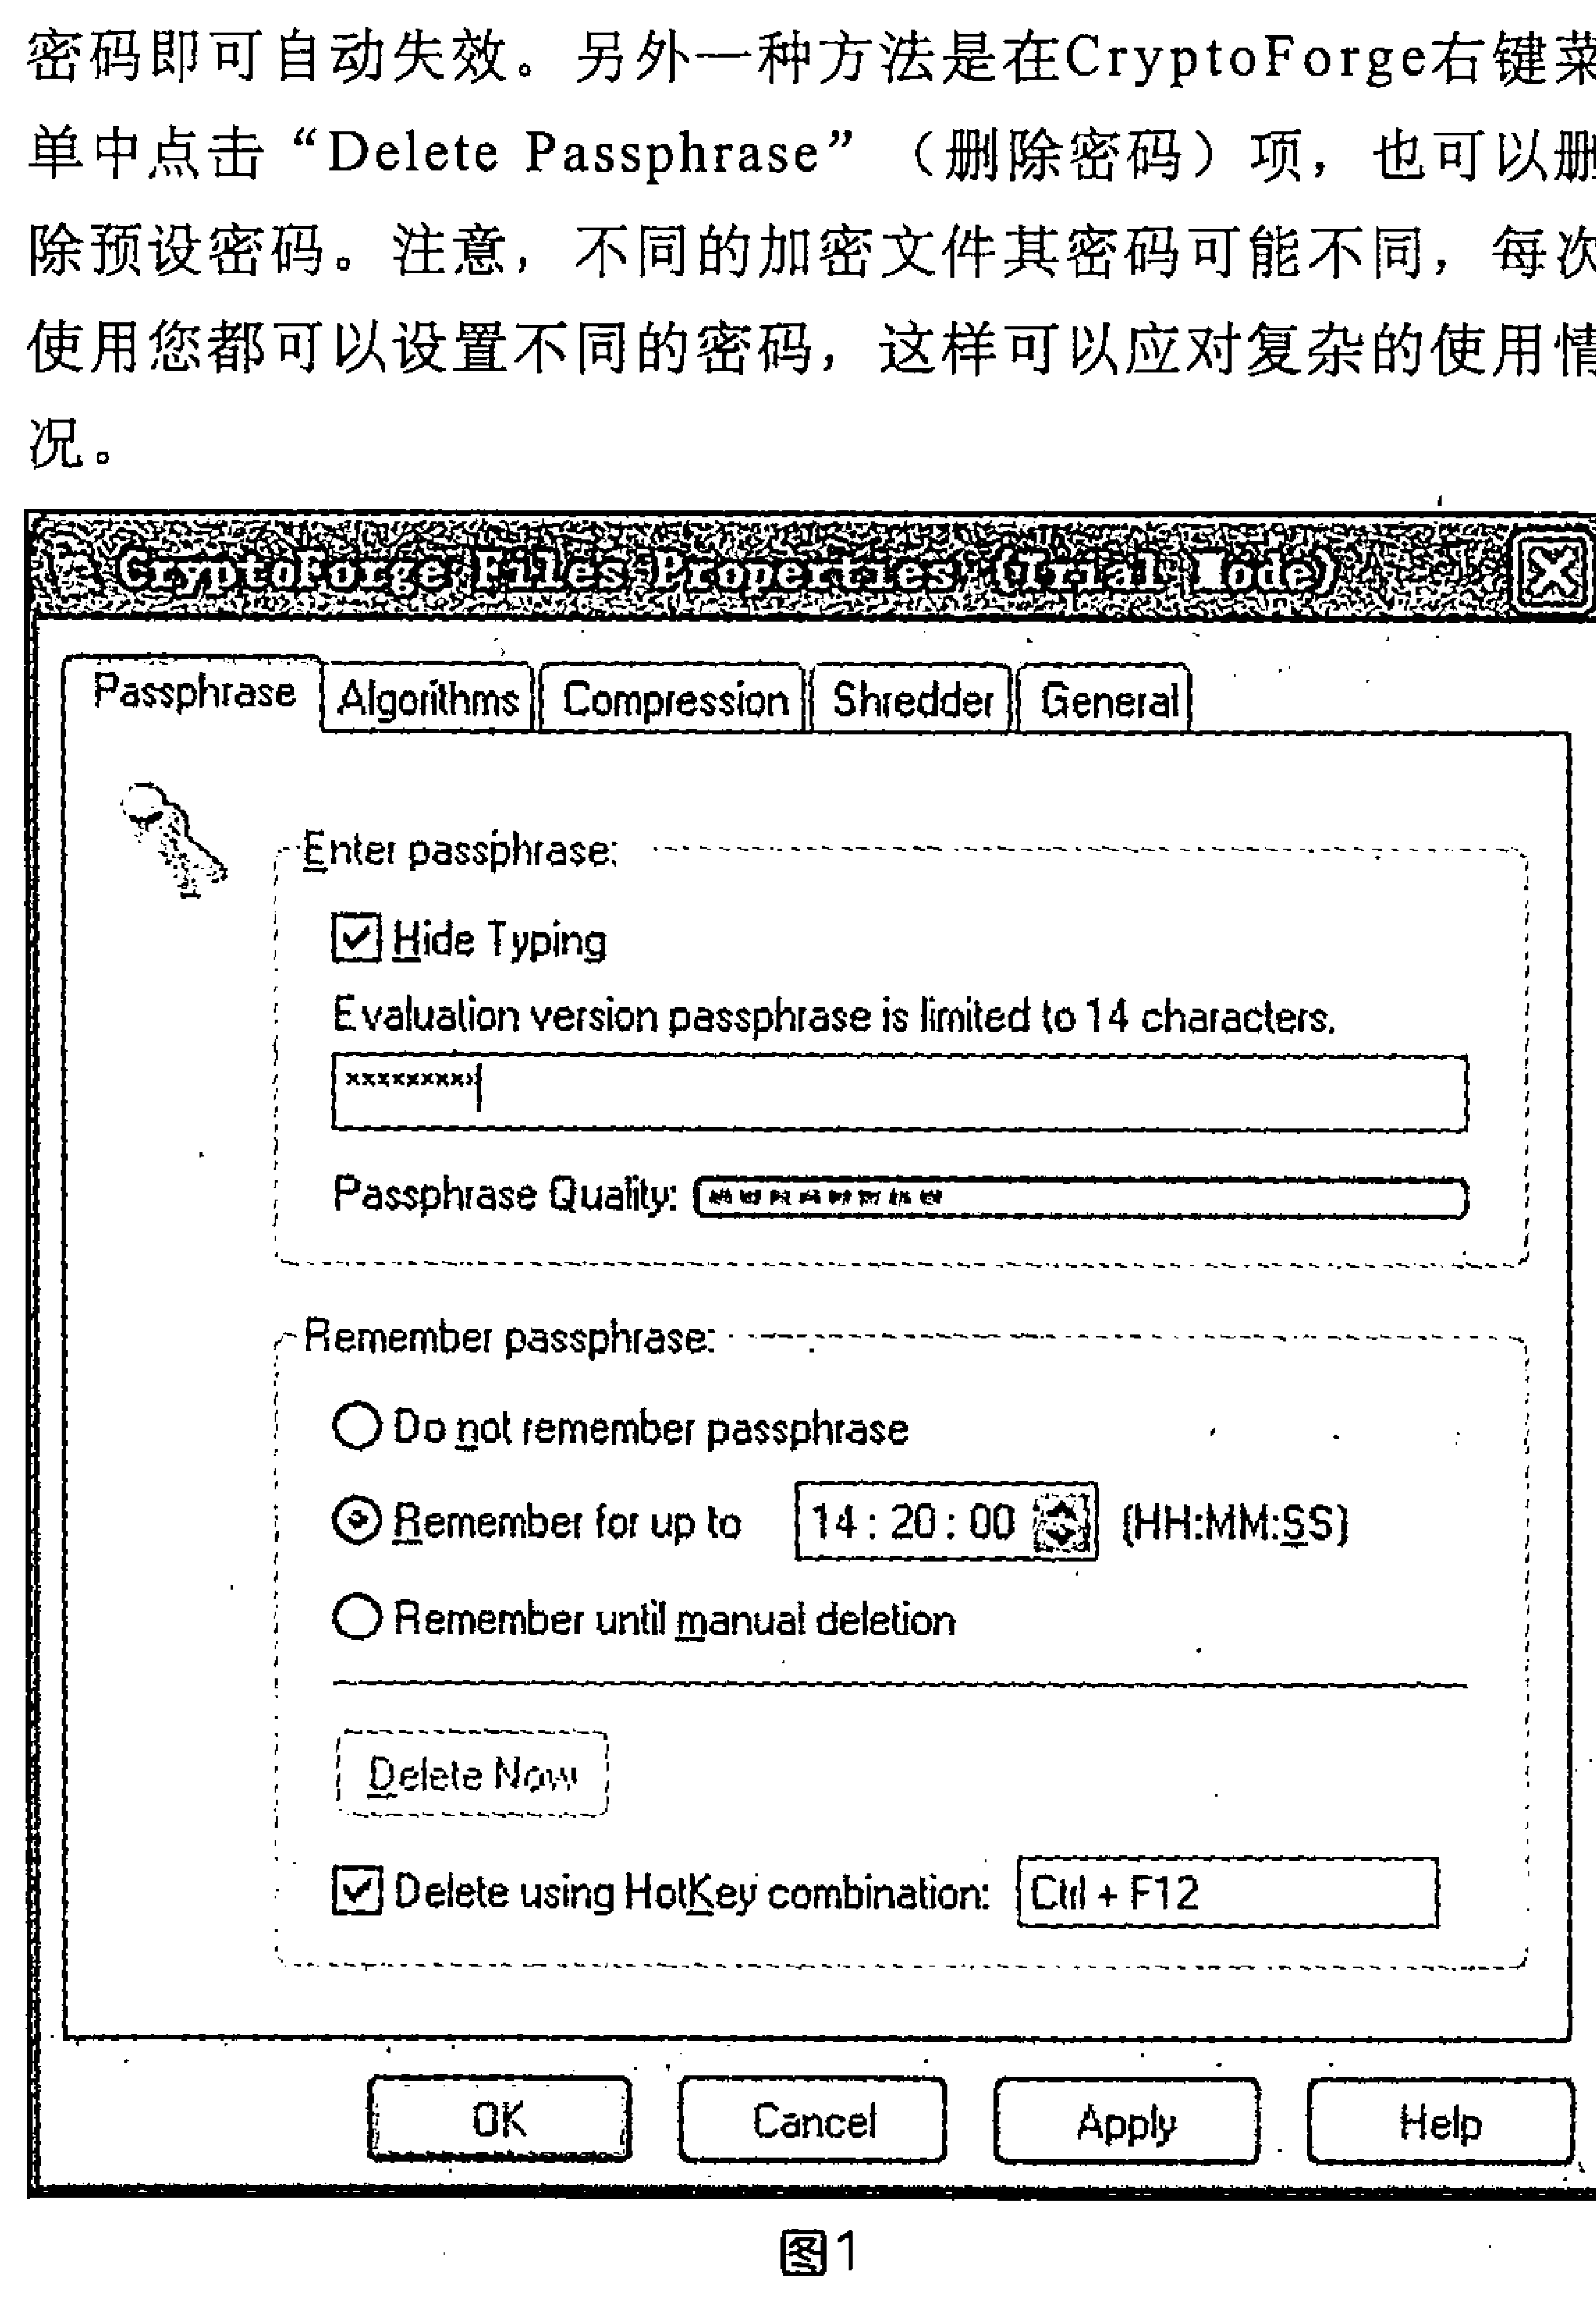 密码即可自动失效。另外一种方法是在CryptoForge右键菜
单中点击“Delete Passphrase”（删除密码）项，也可以删
除预设密码。注意，不同的加密文件其密码可能不同，每次
使用您都可以设置不同的密码，这样可以应对复杂的使用情
况。
CryptoForge Files Properties (Trial Mode)
Passphrase Algorithms Compression Shredder General
Enter passphrase:
Hide Typing
Evaluation version passphrase is limited to 14 characters.
Passphrase Quality:
Remember passphrase:
Do not remember passphrase
Remember for up to 14 : 20 : 00 (HH:MM:SS)
Remember until manual deletion
Delete Now
Delete using HotKey combination: Ctrl + F12
OK Cancel Apply Help
图1